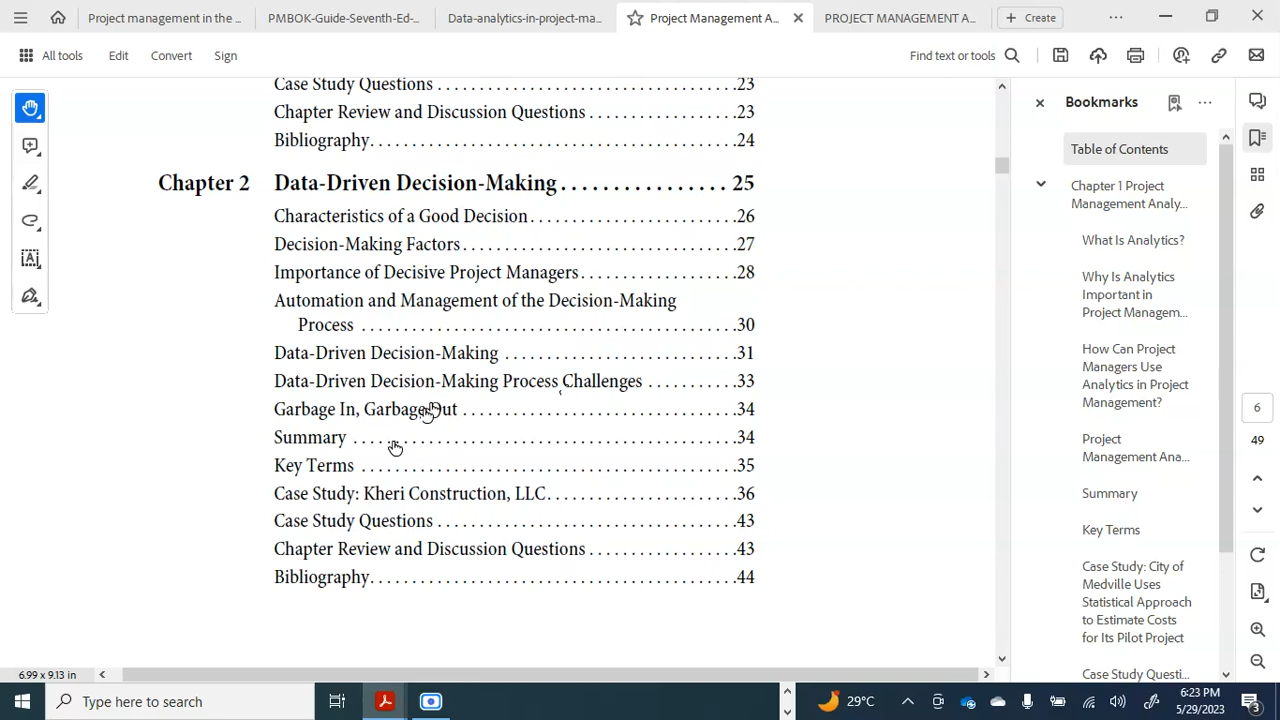 Project management in the ...
PMBOK-Guide-Seventh-Ed-...
Data-analytics-in-project-ma...
Project Management A...
PROJECT MANAGEMENT A...
Create
All tools
Edit
Convert
Sign
Find text or tools
Case Study Questions . . . . . . . . . . . . . . . . . . . . . . . . . . . . . . . . . . . . .23
Chapter Review and Discussion Questions . . . . . . . . . . . . . . . . . .23
Bibliography. . . . . . . . . . . . . . . . . . . . . . . . . . . . . . . . . . . . . . . . . . . . .24
Chapter 2 Data-Driven Decision-Making . . . . . . . . . . . . . . . . 25
Characteristics of a Good Decision . . . . . . . . . . . . . . . . . . . . . . . . .26
Decision-Making Factors . . . . . . . . . . . . . . . . . . . . . . . . . . . . . . . . . .27
Importance of Decisive Project Managers . . . . . . . . . . . . . . . . . . .28
Automation and Management of the Decision-Making
Process . . . . . . . . . . . . . . . . . . . . . . . . . . . . . . . . . . . . . . . . . . . . . .30
Data-Driven Decision-Making . . . . . . . . . . . . . . . . . . . . . . . . . . . .31
Data-Driven Decision-Making Process Challenges . . . . . . . . . . .33
Garbage In, Garbage Out . . . . . . . . . . . . . . . . . . . . . . . . . . . . . . . . . .34
Summary . . . . . . . . . . . . . . . . . . . . . . . . . . . . . . . . . . . . . . . . . . . . . . .34
Key Terms . . . . . . . . . . . . . . . . . . . . . . . . . . . . . . . . . . . . . . . . . . . . . .35
Case Study: Kheri Construction, LLC. . . . . . . . . . . . . . . . . . . . . . .36
Case Study Questions . . . . . . . . . . . . . . . . . . . . . . . . . . . . . . . . . . . . .43
Chapter Review and Discussion Questions . . . . . . . . . . . . . . . . . .43
Bibliography. . . . . . . . . . . . . . . . . . . . . . . . . . . . . . . . . . . . . . . . . . . . .44
Bookmarks
Table of Contents
Chapter 1 Project
Management Analy...
What Is Analytics?
Why Is Analytics
Important in
Project Managem...
How Can Project
Managers Use
Analytics in Project
Management?
Project
Management Ana...
Summary
Key Terms
Case Study: City of
Medville Uses
Statistical Approach
to Estimate Costs
for Its Pilot Project
Case Study Questi...
6
49
6.99 x 9.13 in
Type here to search
29°C
6:23 PM
5/29/2023
3